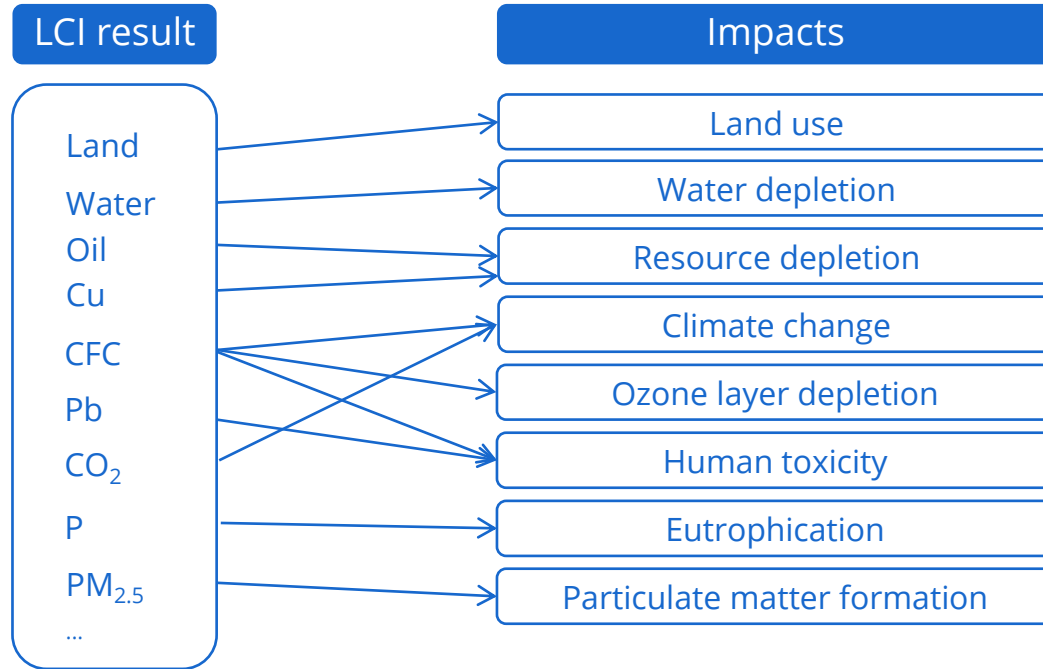 LCI result
Impacts
Land
Water
Oil
Cu
CFC
Pb
CO₂
P
PM₂.₅
...
Land use
Water depletion
Resource depletion
Climate change
Ozone layer depletion
Human toxicity
Eutrophication
Particulate matter formation